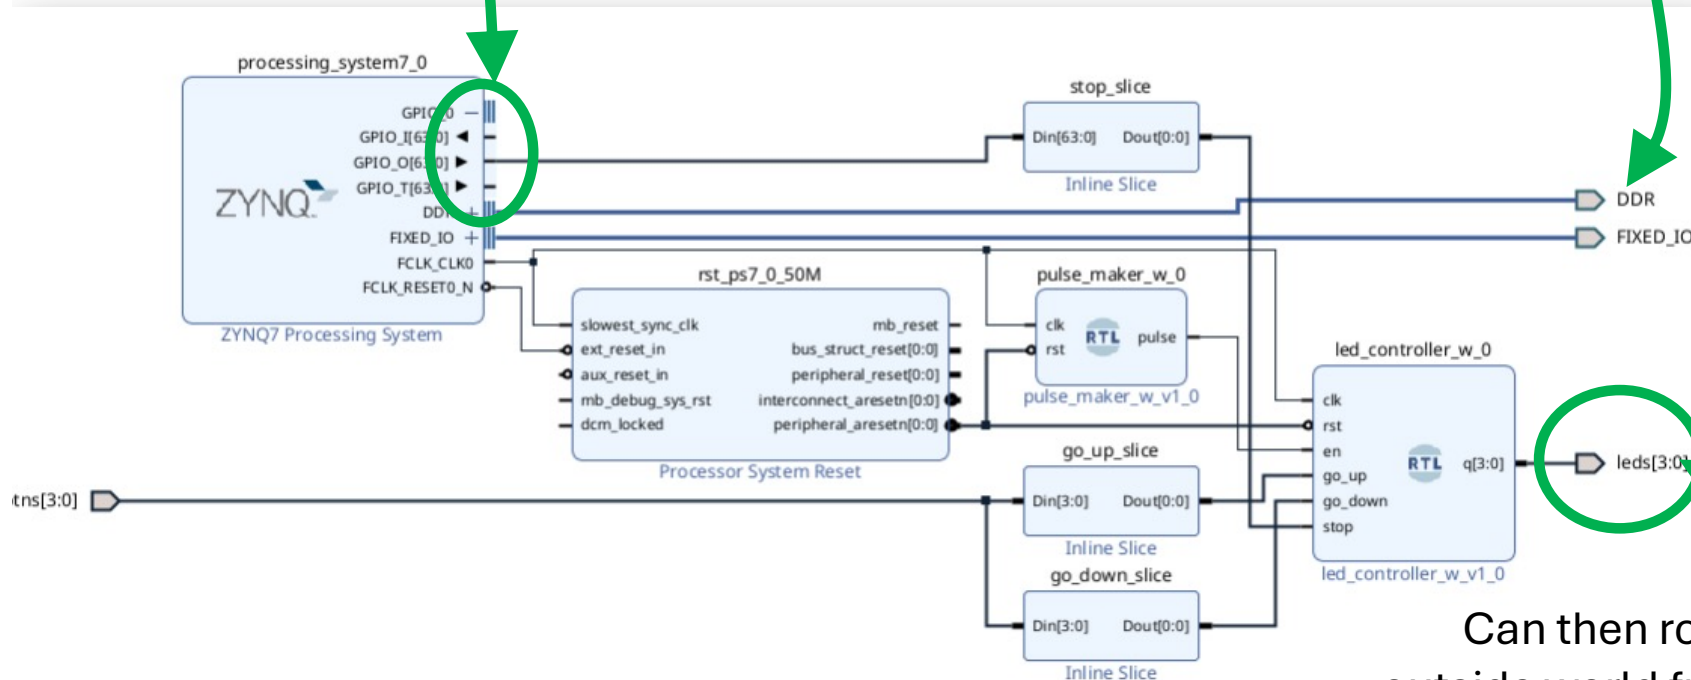 processing_system7_0
GPIO_0
GPIO_I[63:0]
GPIO_O[63:0]
GPIO_T[63:0]
DDR
FIXED_IO
FCLK_CLK0
FCLK_RESET0_N
ZYNQ
ZYNQ7 Processing System
stop_slice
Din[63:0] Dout[0:0]
Inline Slice
DDR
FIXED_IO
rst_ps7_0_50M
slowest_sync_clk mb_reset
ext_reset_in bus_struct_reset[0:0]
aux_reset_in peripheral_reset[0:0]
mb_debug_sys_rst interconnect_aresetn[0:0]
dcm_locked peripheral_aresetn[0:0]
Processor System Reset
pulse_maker_w_0
clk
rst
RTL
pulse
pulse_maker_w_v1_0
led_controller_w_0
clk
rst
en
go_up
go_down
stop
RTL
q[3:0]
led_controller_w_v1_0
leds[3:0]
tns[3:0]
go_up_slice
Din[3:0] Dout[0:0]
Inline Slice
go_down_slice
Din[3:0] Dout[0:0]
Inline Slice
Can then